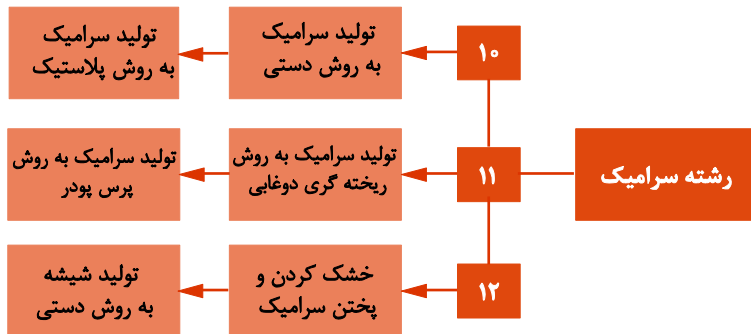 رشته سرامیک
۱۰
تولید سرامیک
به روش دستی
تولید سرامیک
به روش پلاستیک
۱۱
تولید سرامیک به روش
ریخته گری دوغابی
تولید سرامیک به روش
پرس پودر
۱۲
خشک کردن و
پختن سرامیک
تولید شیشه
به روش دستی